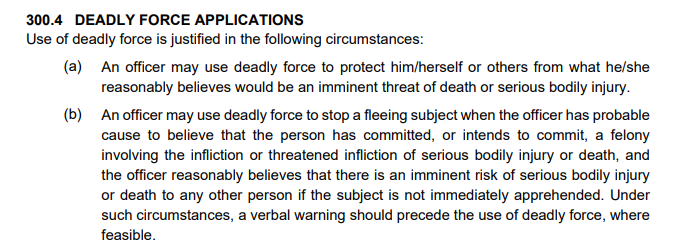 300.4 DEADLY FORCE APPLICATIONS
Use of deadly force is justified in the following circumstances:
(a) An officer may use deadly force to protect him/herself or others from what he/she
reasonably believes would be an imminent threat of death or serious bodily injury.
(b) An officer may use deadly force to stop a fleeing subject when the officer has probable
cause to believe that the person has committed, or intends to commit, a felony
involving the infliction or threatened infliction of serious bodily injury or death, and
the officer reasonably believes that there is an imminent risk of serious bodily injury
or death to any other person if the subject is not immediately apprehended. Under
such circumstances, a verbal warning should precede the use of deadly force, where
feasible.